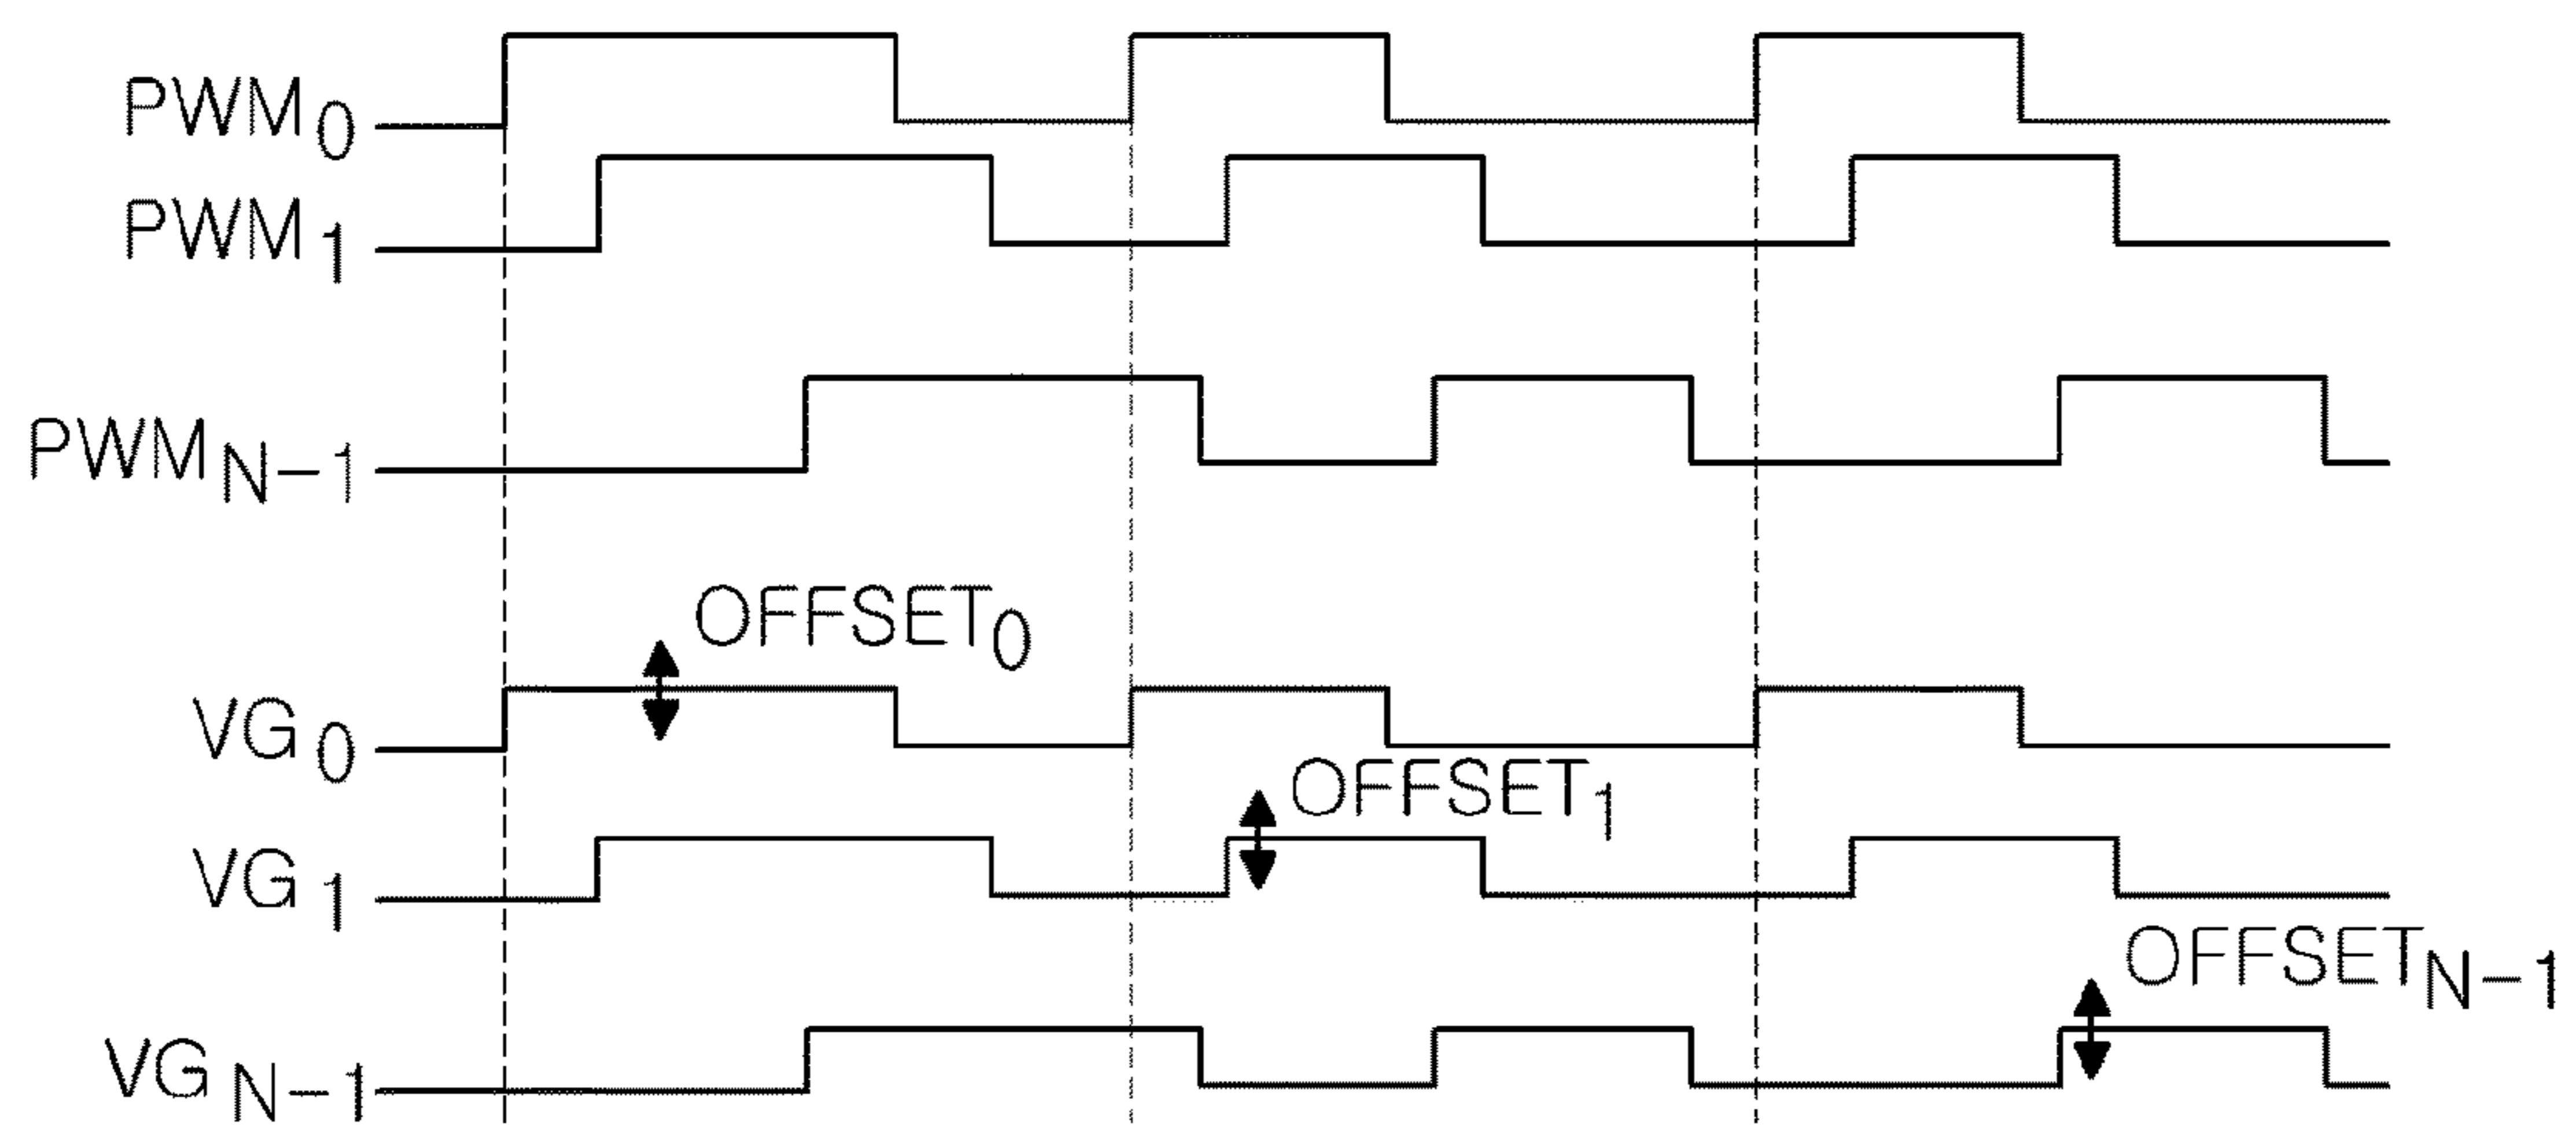 PWM0
PWM1
PWMN-1
OFFSET0
VG0
OFFSET1
VG1
OFFSETN-1
VGN-1